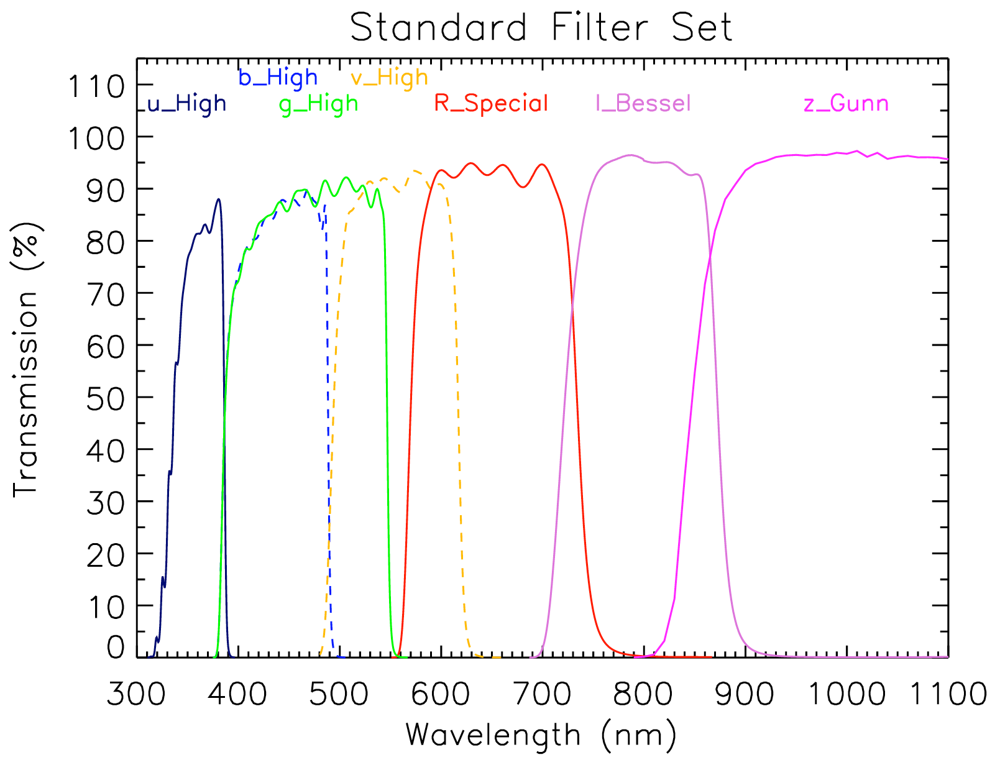 Standard Filter Set
b_High v_High
u_High g_High R_Special I_Bessel z_Gunn
110
100
90
80
70
60
50
40
30
20
10
0
Transmission (%)
300 400 500 600 700 800 900 1000 1100
Wavelength (nm)